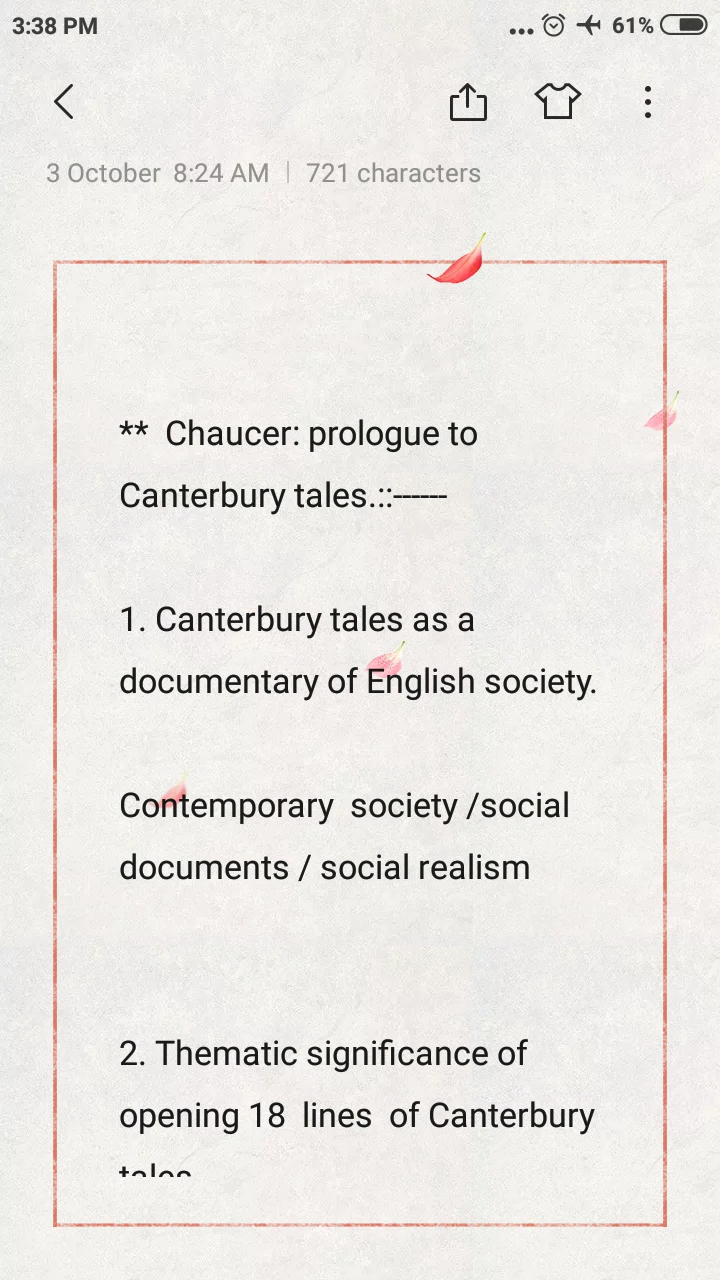 3:38 PM ... 61%
3 October 8:24 AM | 721 characters
** Chaucer: prologue to
Canterbury tales.::------
1. Canterbury tales as a
documentary of English society.
Contemporary society /social
documents / social realism
2. Thematic significance of
opening 18 lines of Canterbury
tales